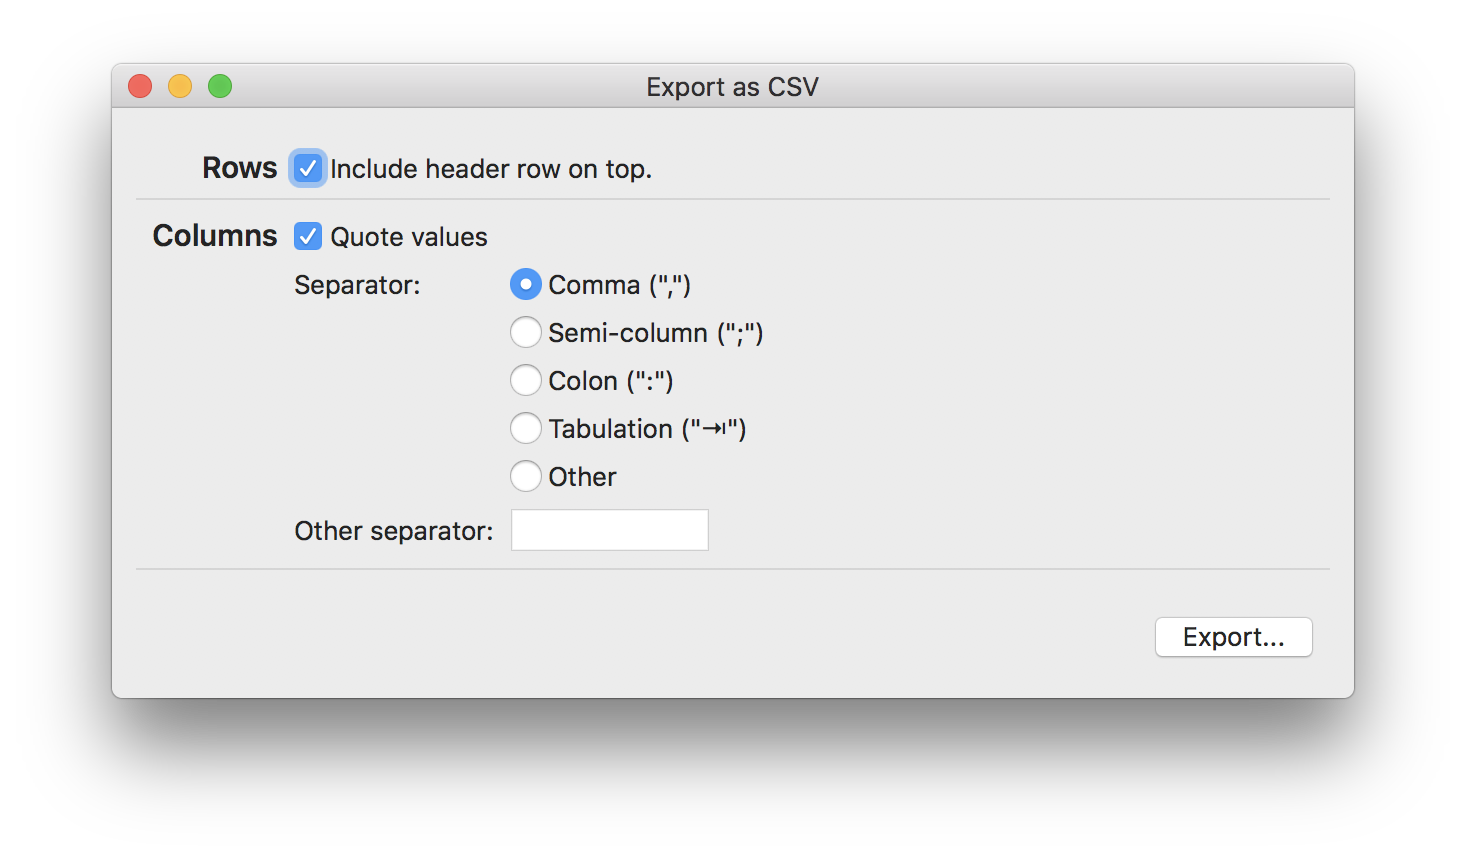 Export as CSV
Rows Include header row on top.
Columns Quote values
Separator: Comma (",")
Semi-column (";")
Colon (":")
Tabulation ("⇥")
Other
Other separator:
Export...